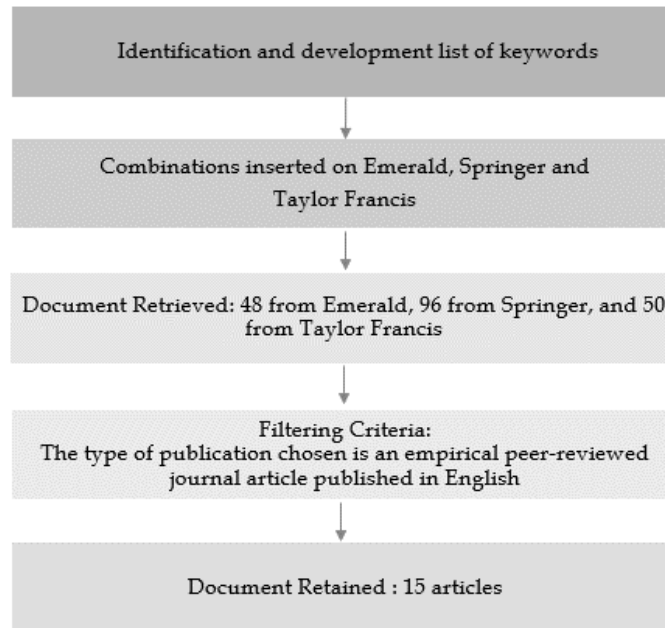 Identification and development list of keywords
Combinations inserted on Emerald, Springer and
Taylor Francis
Document Retrieved: 48 from Emerald, 96 from Springer, and 50
from Taylor Francis
Filtering Criteria:
The type of publication chosen is an empirical peer-reviewed
journal article published in English
Document Retained : 15 articles